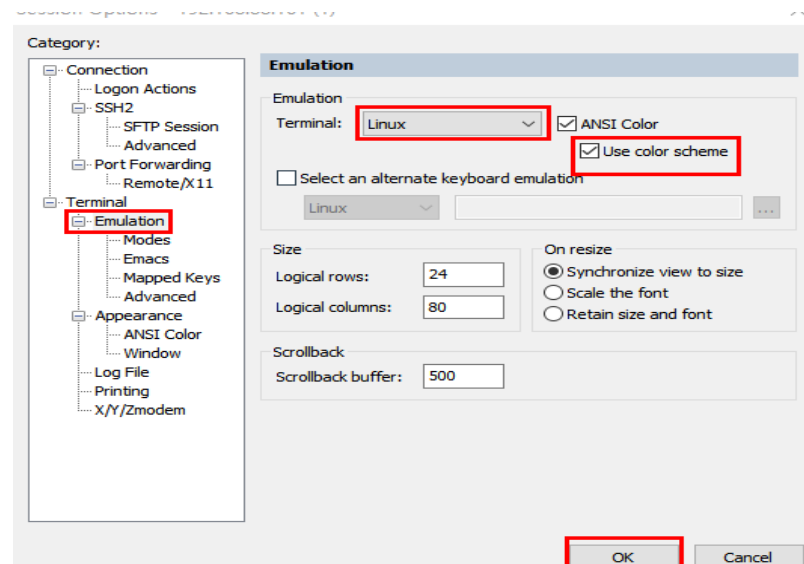 Category:
Connection
Logon Actions
SSH2
SFTP Session
Advanced
Port Forwarding
Remote/X11
Terminal
Emulation
Modes
Emacs
Mapped Keys
Advanced
Appearance
ANSI Color
Window
Log File
Printing
X/Y/Zmodem
Emulation
Emulation
Terminal: Linux ANSI Color
Use color scheme
Select an alternate keyboard emulation
Linux ...
Size
Logical rows: 24
Logical columns: 80
On resize
Synchronize view to size
Scale the font
Retain size and font
Scrollback
Scrollback buffer: 500
OK Cancel